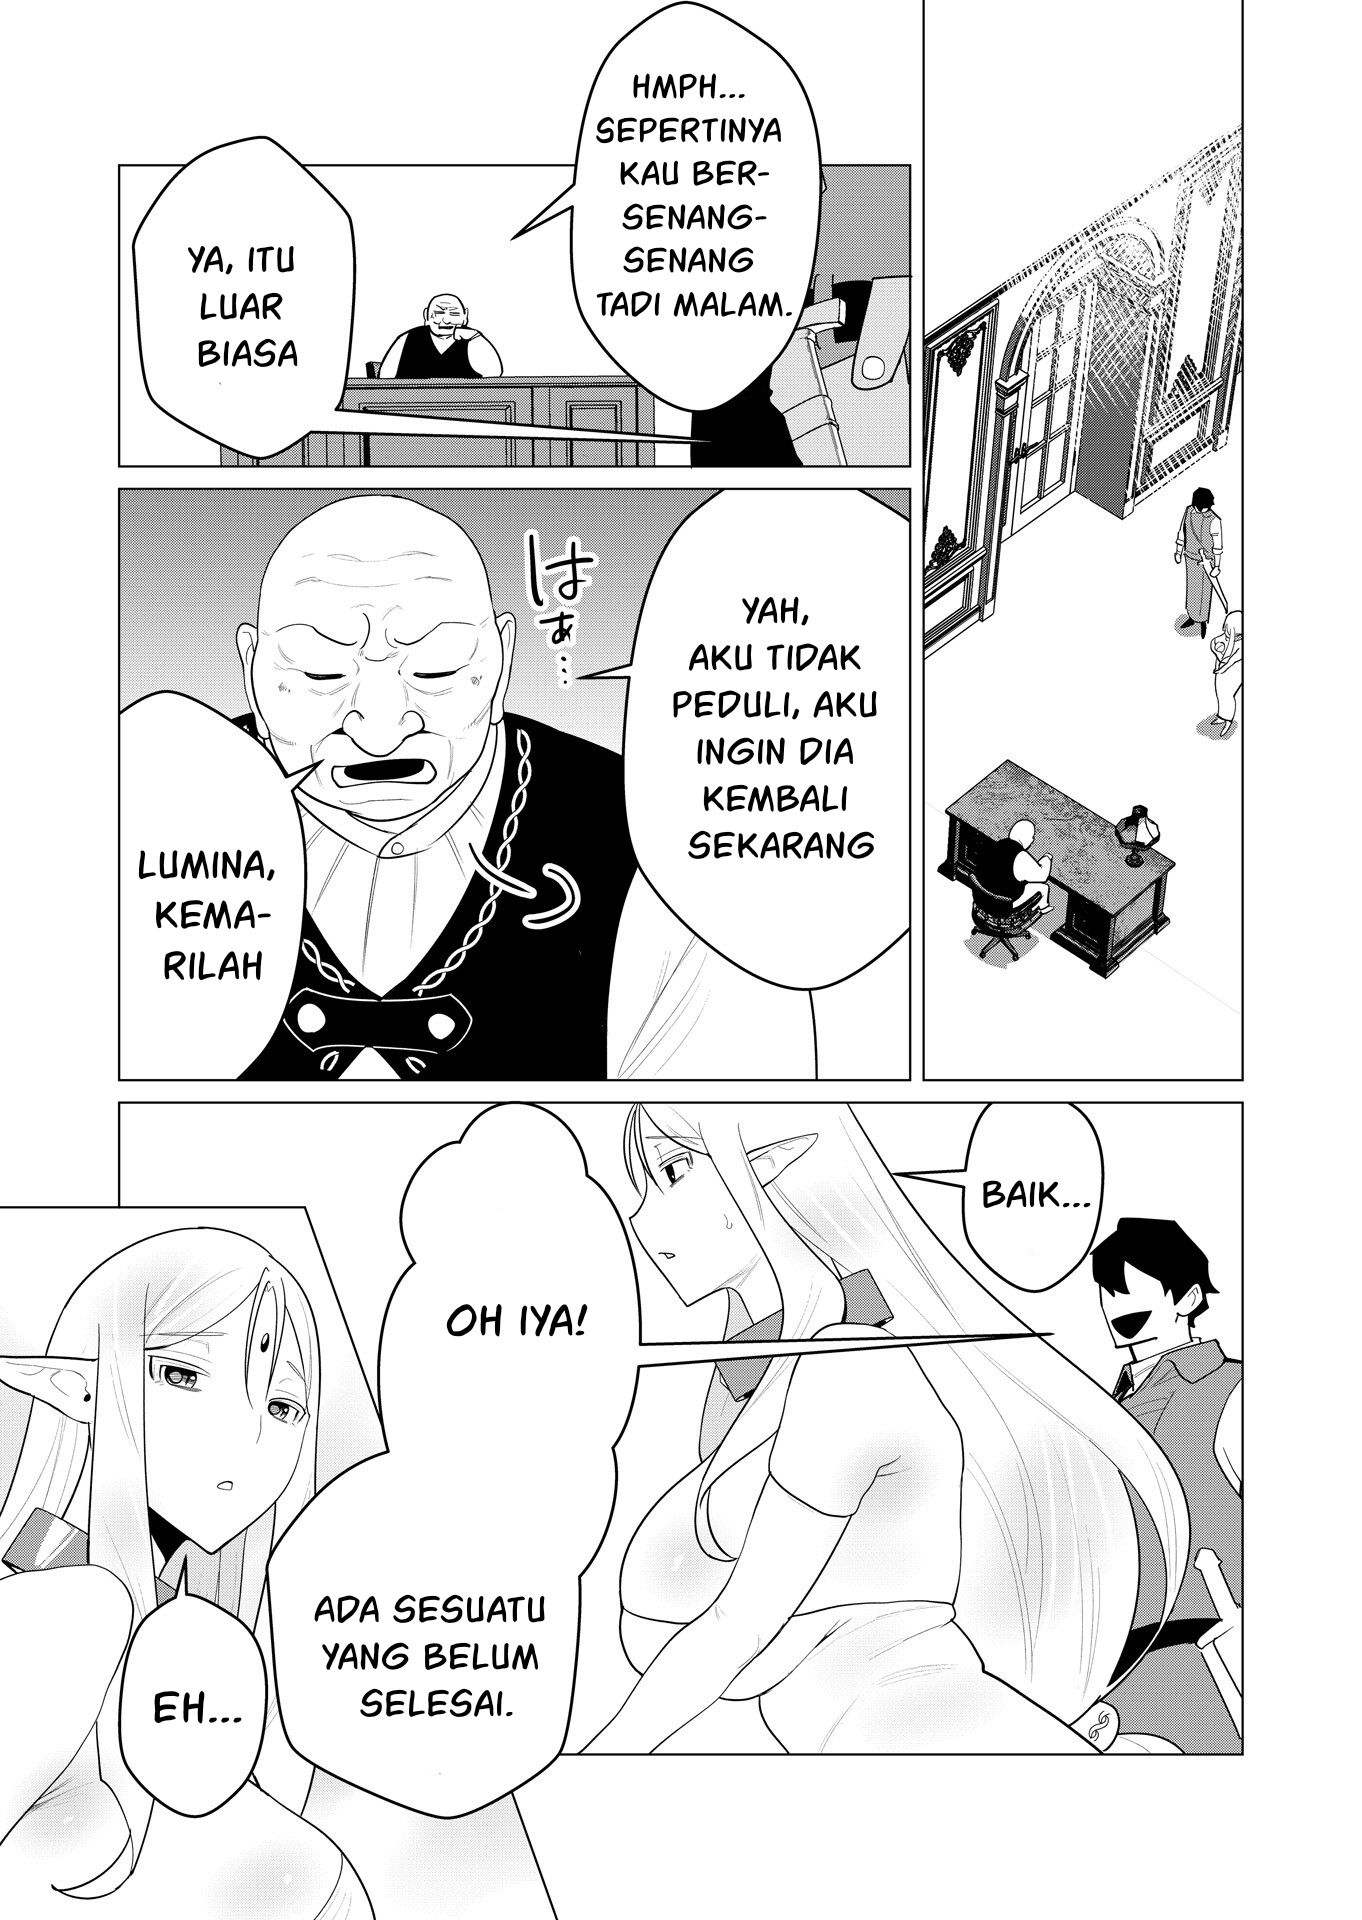 HMPH...
SEPERTINYA
KAU BER-
SENANG-
SENANG
TADI MALAM.
YA, ITU
LUAR
BIASA
YAH,
AKU TIDAK
PEDULI, AKU
INGIN DIA
KEMBALI
SEKARANG
はぁ…
LUMINA,
KEMA-
RILAH
BAIK...
OH IYA!
ADA SESUATU
YANG BELUM
SELESAI.
EH...